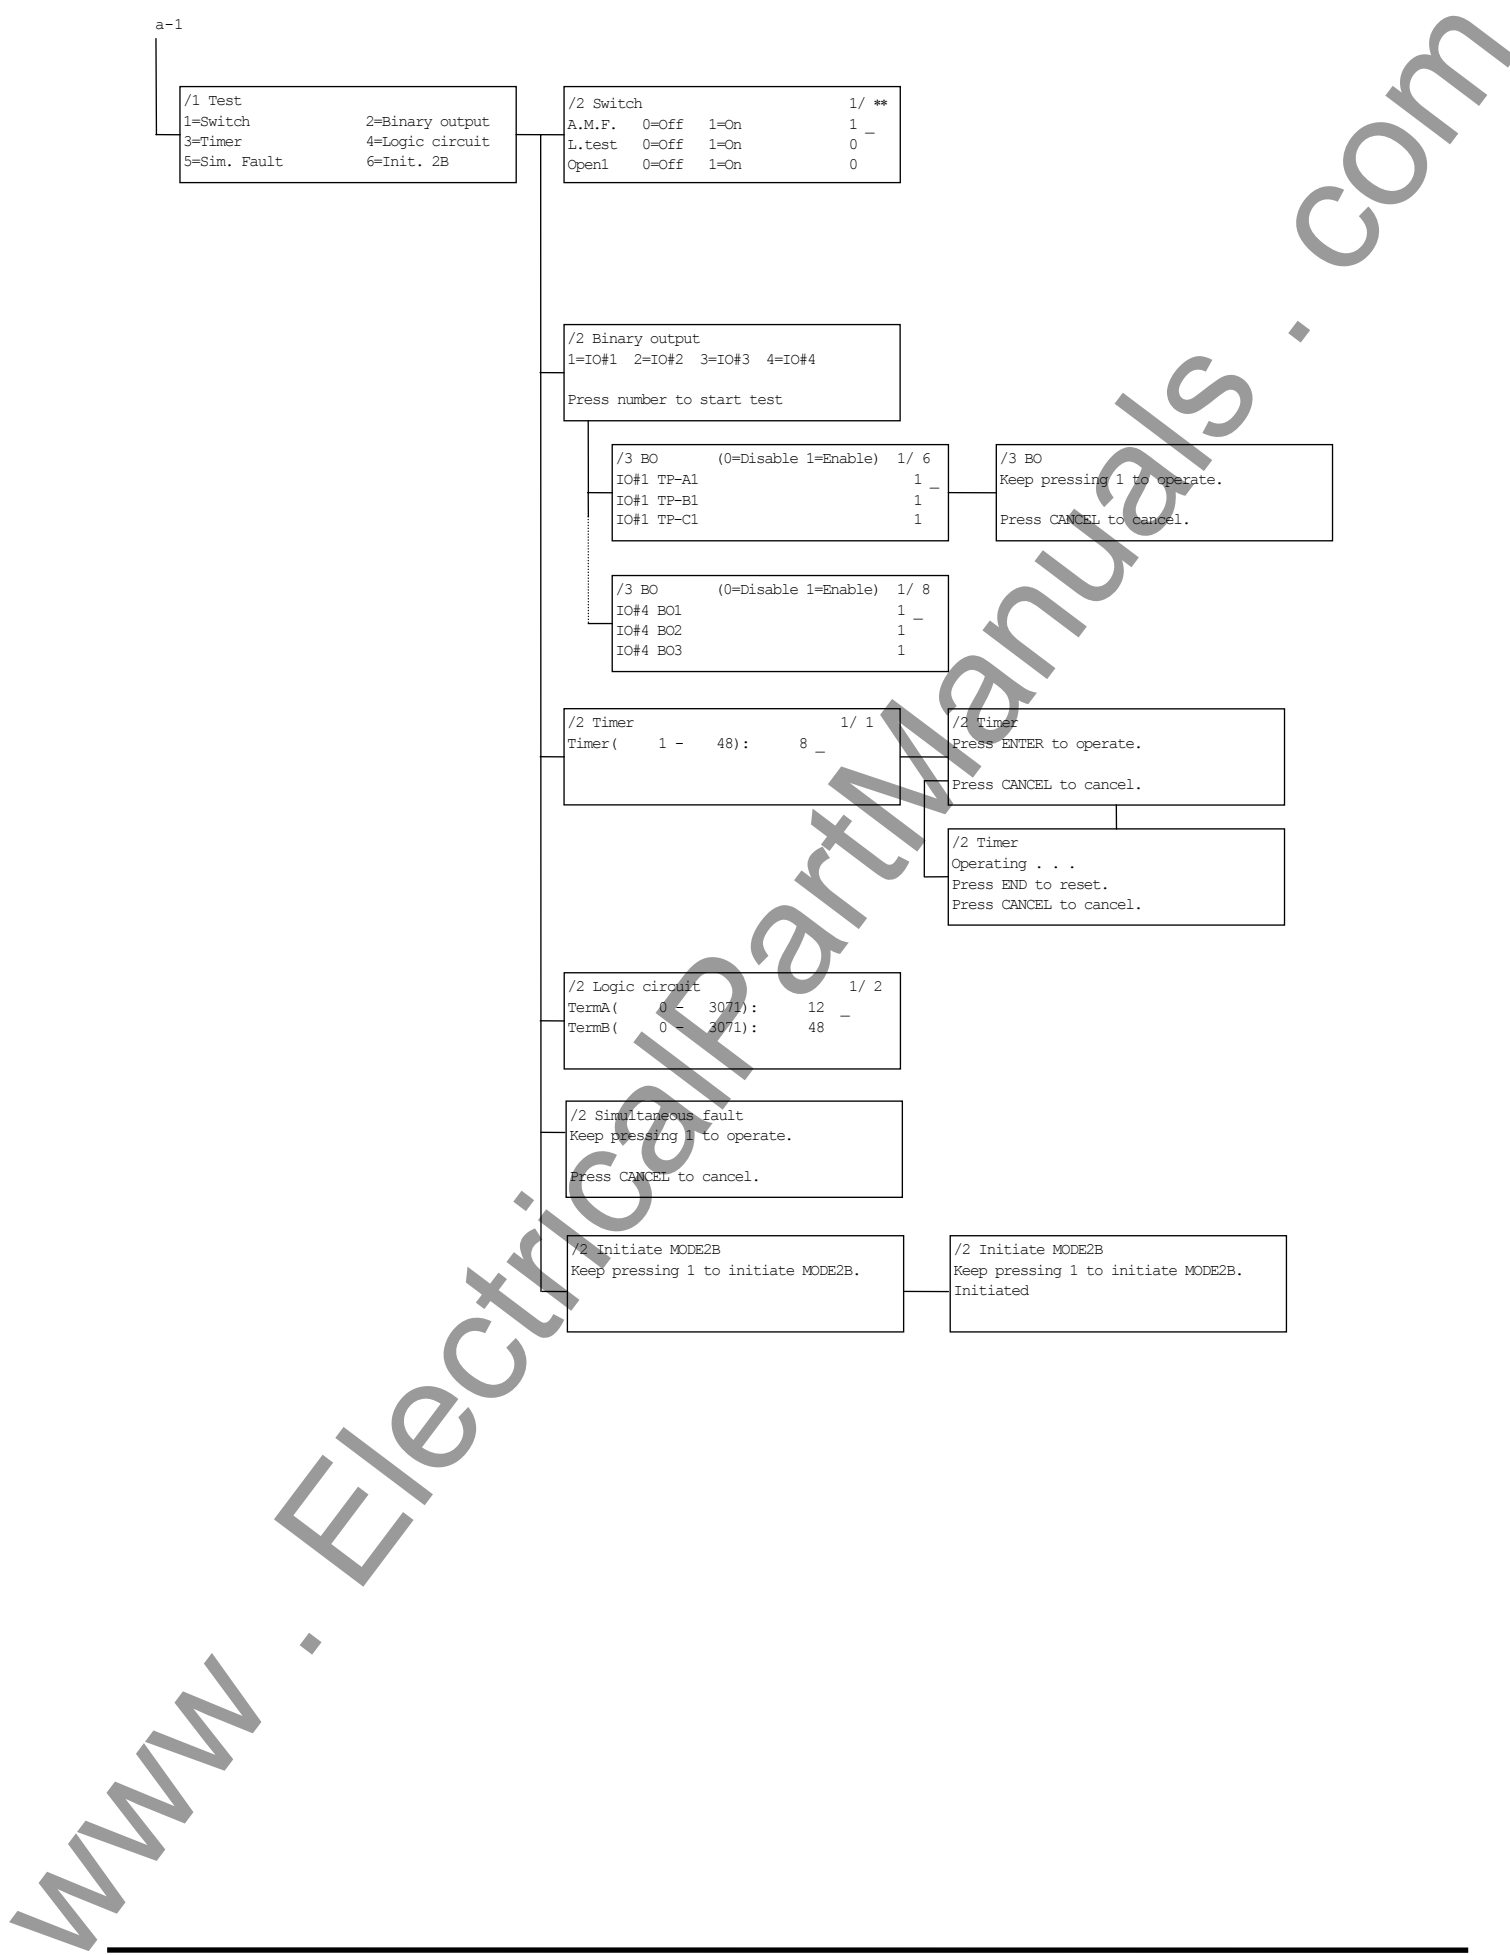 a-1
/1 Test
1=Switch 2=Binary output
3=Timer 4=Logic circuit
5=Sim. Fault 6=Init. 2B
/2 Switch 1/ **
A.M.F. 0=Off 1=On 1 _
L.test 0=Off 1=On 0
Open1 0=Off 1=On 0
/2 Binary output
1=IO#1 2=IO#2 3=IO#3 4=IO#4
Press number to start test
/3 BO (0=Disable 1=Enable) 1/ 6
IO#1 TP-A1 1 _
IO#1 TP-B1 1
IO#1 TP-C1 1
/3 BO
Keep pressing 1 to operate.
Press CANCEL to cancel.
/3 BO (0=Disable 1=Enable) 1/ 8
IO#4 BO1 1 _
IO#4 BO2 1
IO#4 BO3 1
/2 Timer 1/ 1
Timer( 1 - 48): 8 _
/2 Timer
Press ENTER to operate.
Press CANCEL to cancel.
/2 Timer
Operating . . .
Press END to reset.
Press CANCEL to cancel.
/2 Logic circuit 1/ 2
TermA( 0 - 3071): 12 _
TermB( 0 - 3071): 48
/2 Simultaneous fault
Keep pressing 1 to operate.
Press CANCEL to cancel.
/2 Initiate MODE2B
Keep pressing 1 to initiate MODE2B.
/2 Initiate MODE2B
Keep pressing 1 to initiate MODE2B.
Initiated
www . ElectricalPartManuals . com